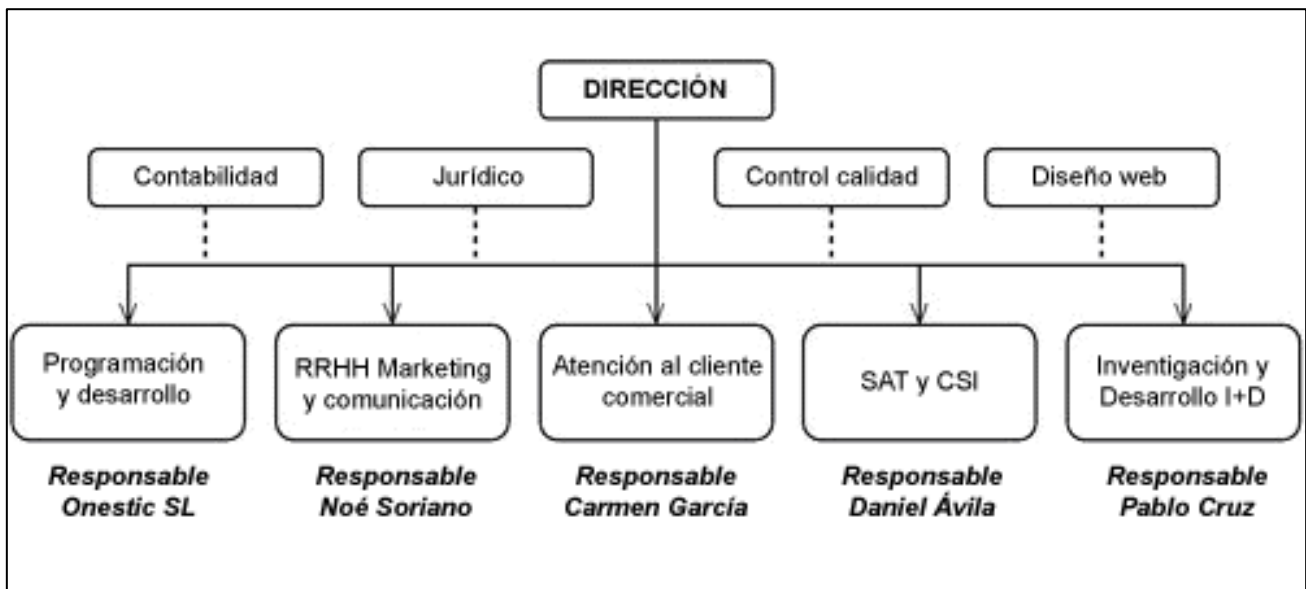 DIRECCIÓN
Contabilidad
Jurídico
Control calidad
Diseño web
Programación
y desarrollo
RRHH Marketing
y comunicación
Atención al cliente
comercial
SAT y CSI
Inventigación y
Desarrollo I+D
Responsable
Onestic SL
Responsable
Noé Soriano
Responsable
Carmen García
Responsable
Daniel Ávila
Responsable
Pablo Cruz